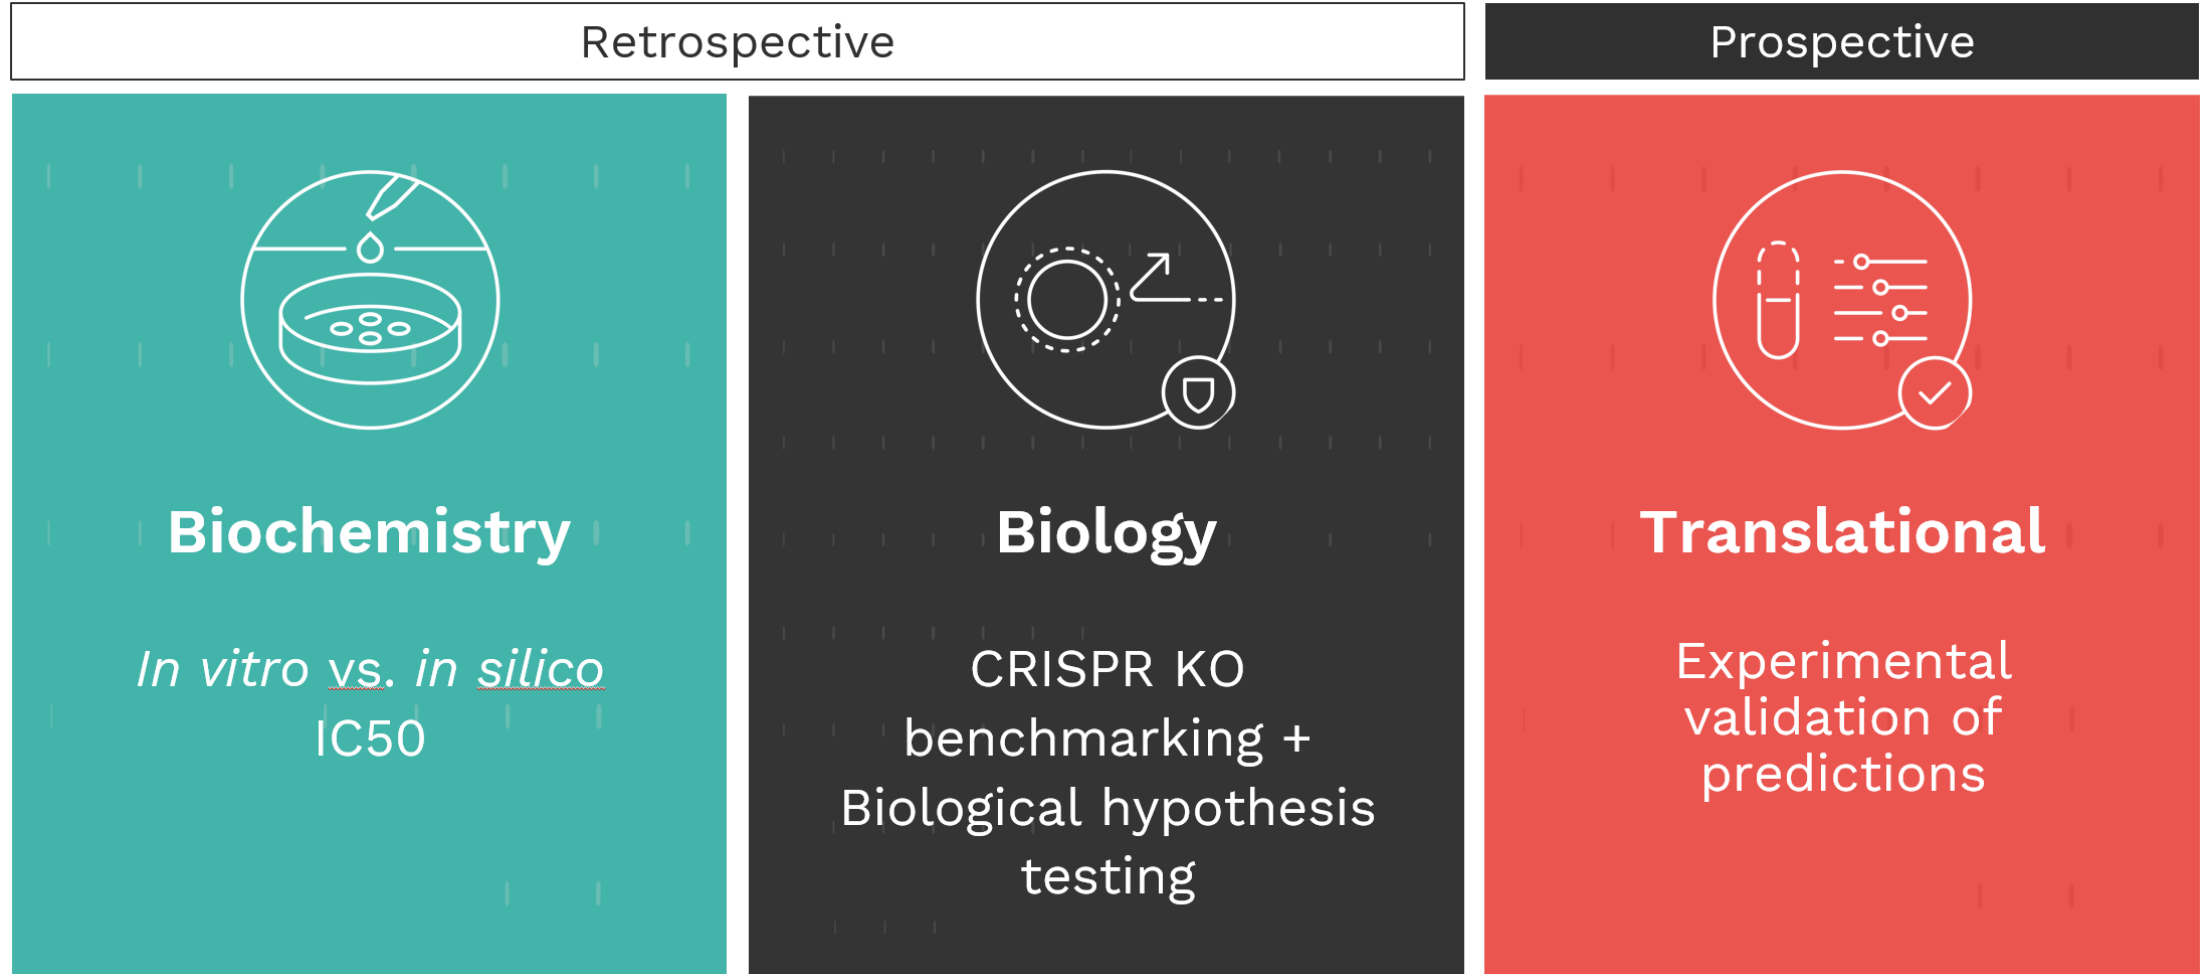 Retrospective
Prospective
Biochemistry
In vitro vs. in silico
IC50
Biology
CRISPR KO
benchmarking +
Biological hypothesis
testing
Translational
Experimental
validation of
predictions